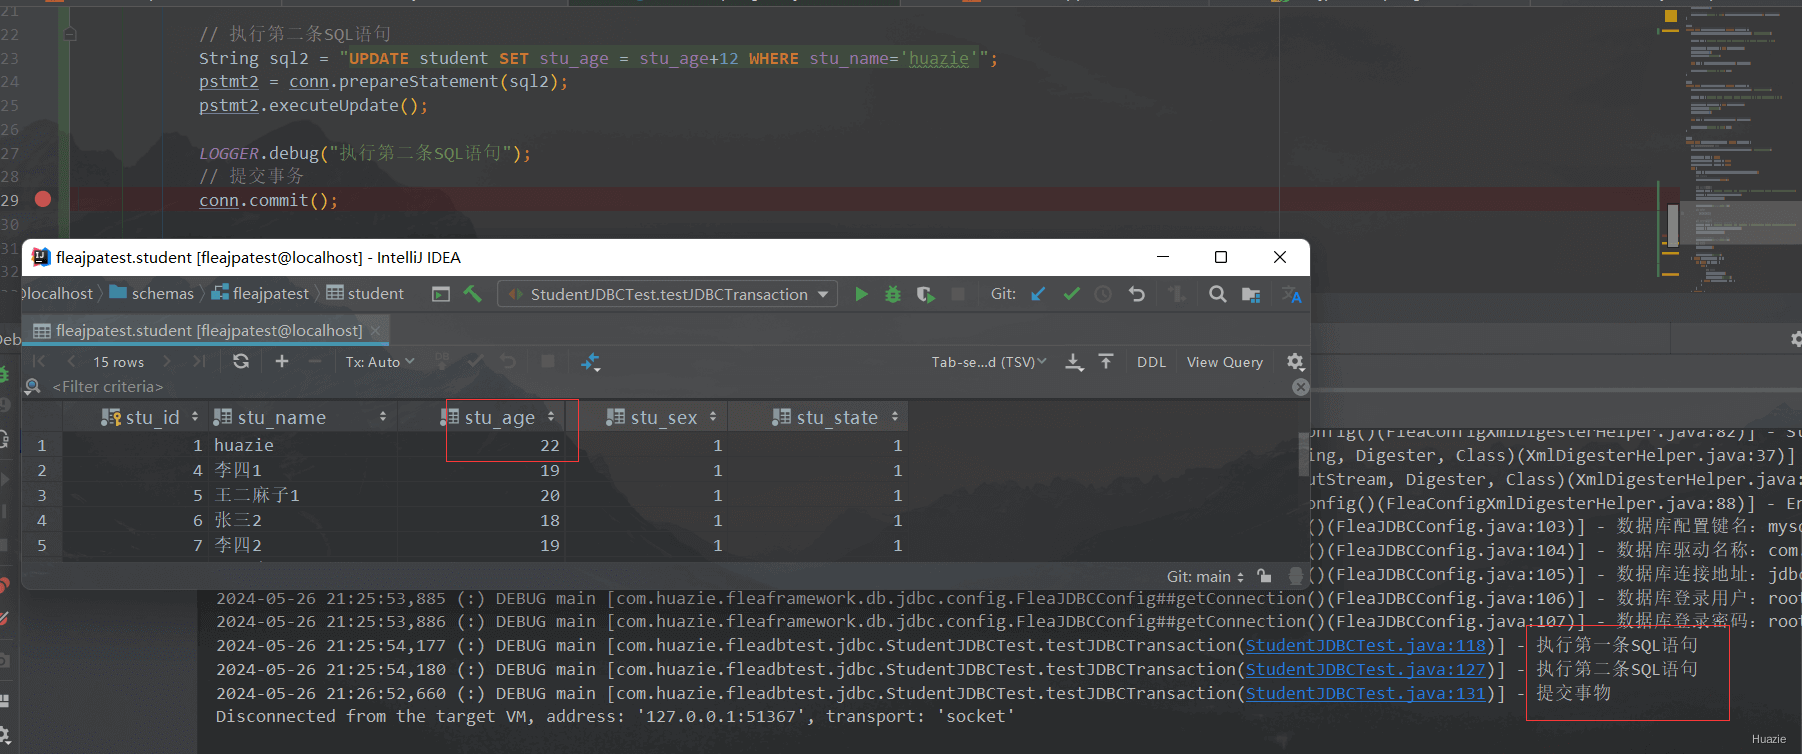 21
22 // 执行第二条SQL语句
23 String sql2 = "UPDATE student SET stu_age = stu_age+12 WHERE stu_name='huazie'";
24 pstmt2 = conn.prepareStatement(sql2);
25 pstmt2.executeUpdate();
26
27 LOGGER.debug("执行第二条SQL语句");
28 // 提交事务
29 conn.commit();
30
31
32
fleajpatest.student [fleajpatest@localhost] - IntelliJ IDEA
localhost schemas fleajpatest student StudentJDBCTest.testJDBCTransaction Git:
fleajpatest.student [fleajpatest@localhost]
15 rows Tx: Auto DB Tab-se...d (TSV) DDL View Query
<Filter criteria>
stu_id stu_name stu_age stu_sex stu_state
1 1 huazie 22 1 1
2 4 李四1 19 1 1
3 5 王二麻子1 20 1 1
4 6 张三2 18 1 1
5 7 李四2 19 1 1
Git: main
onfig()(FleaConfigXmlDigesterHelper.java:82)] - St
ing, Digester, Class)(XmlDigesterHelper.java:37)]
utStream, Digester, Class)(XmlDigesterHelper.java:
onfig()(FleaConfigXmlDigesterHelper.java:88)] - En
()(FleaJDBCConfig.java:103)] - 数据库配置键名：mysq
()(FleaJDBCConfig.java:104)] - 数据库驱动名称：com.
()(FleaJDBCConfig.java:105)] - 数据库连接地址：jdbc
2024-05-26 21:25:53,885 (:) DEBUG main [com.huazie.fleaframework.db.jdbc.config.FleaJDBCConfig##getConnection()(FleaJDBCConfig.java:106)] - 数据库登录用户：root
2024-05-26 21:25:53,886 (:) DEBUG main [com.huazie.fleaframework.db.jdbc.config.FleaJDBCConfig##getConnection()(FleaJDBCConfig.java:107)] - 数据库登录密码：root
2024-05-26 21:25:54,177 (:) DEBUG main [com.huazie.fleadbtest.jdbc.StudentJDBCTest.testJDBCTransaction(StudentJDBCTest.java:118)] - 执行第一条SQL语句
2024-05-26 21:25:54,180 (:) DEBUG main [com.huazie.fleadbtest.jdbc.StudentJDBCTest.testJDBCTransaction(StudentJDBCTest.java:127)] - 执行第二条SQL语句
2024-05-26 21:26:52,660 (:) DEBUG main [com.huazie.fleadbtest.jdbc.StudentJDBCTest.testJDBCTransaction(StudentJDBCTest.java:131)] - 提交事物
Disconnected from the target VM, address: '127.0.0.1:51367', transport: 'socket'
Huazie